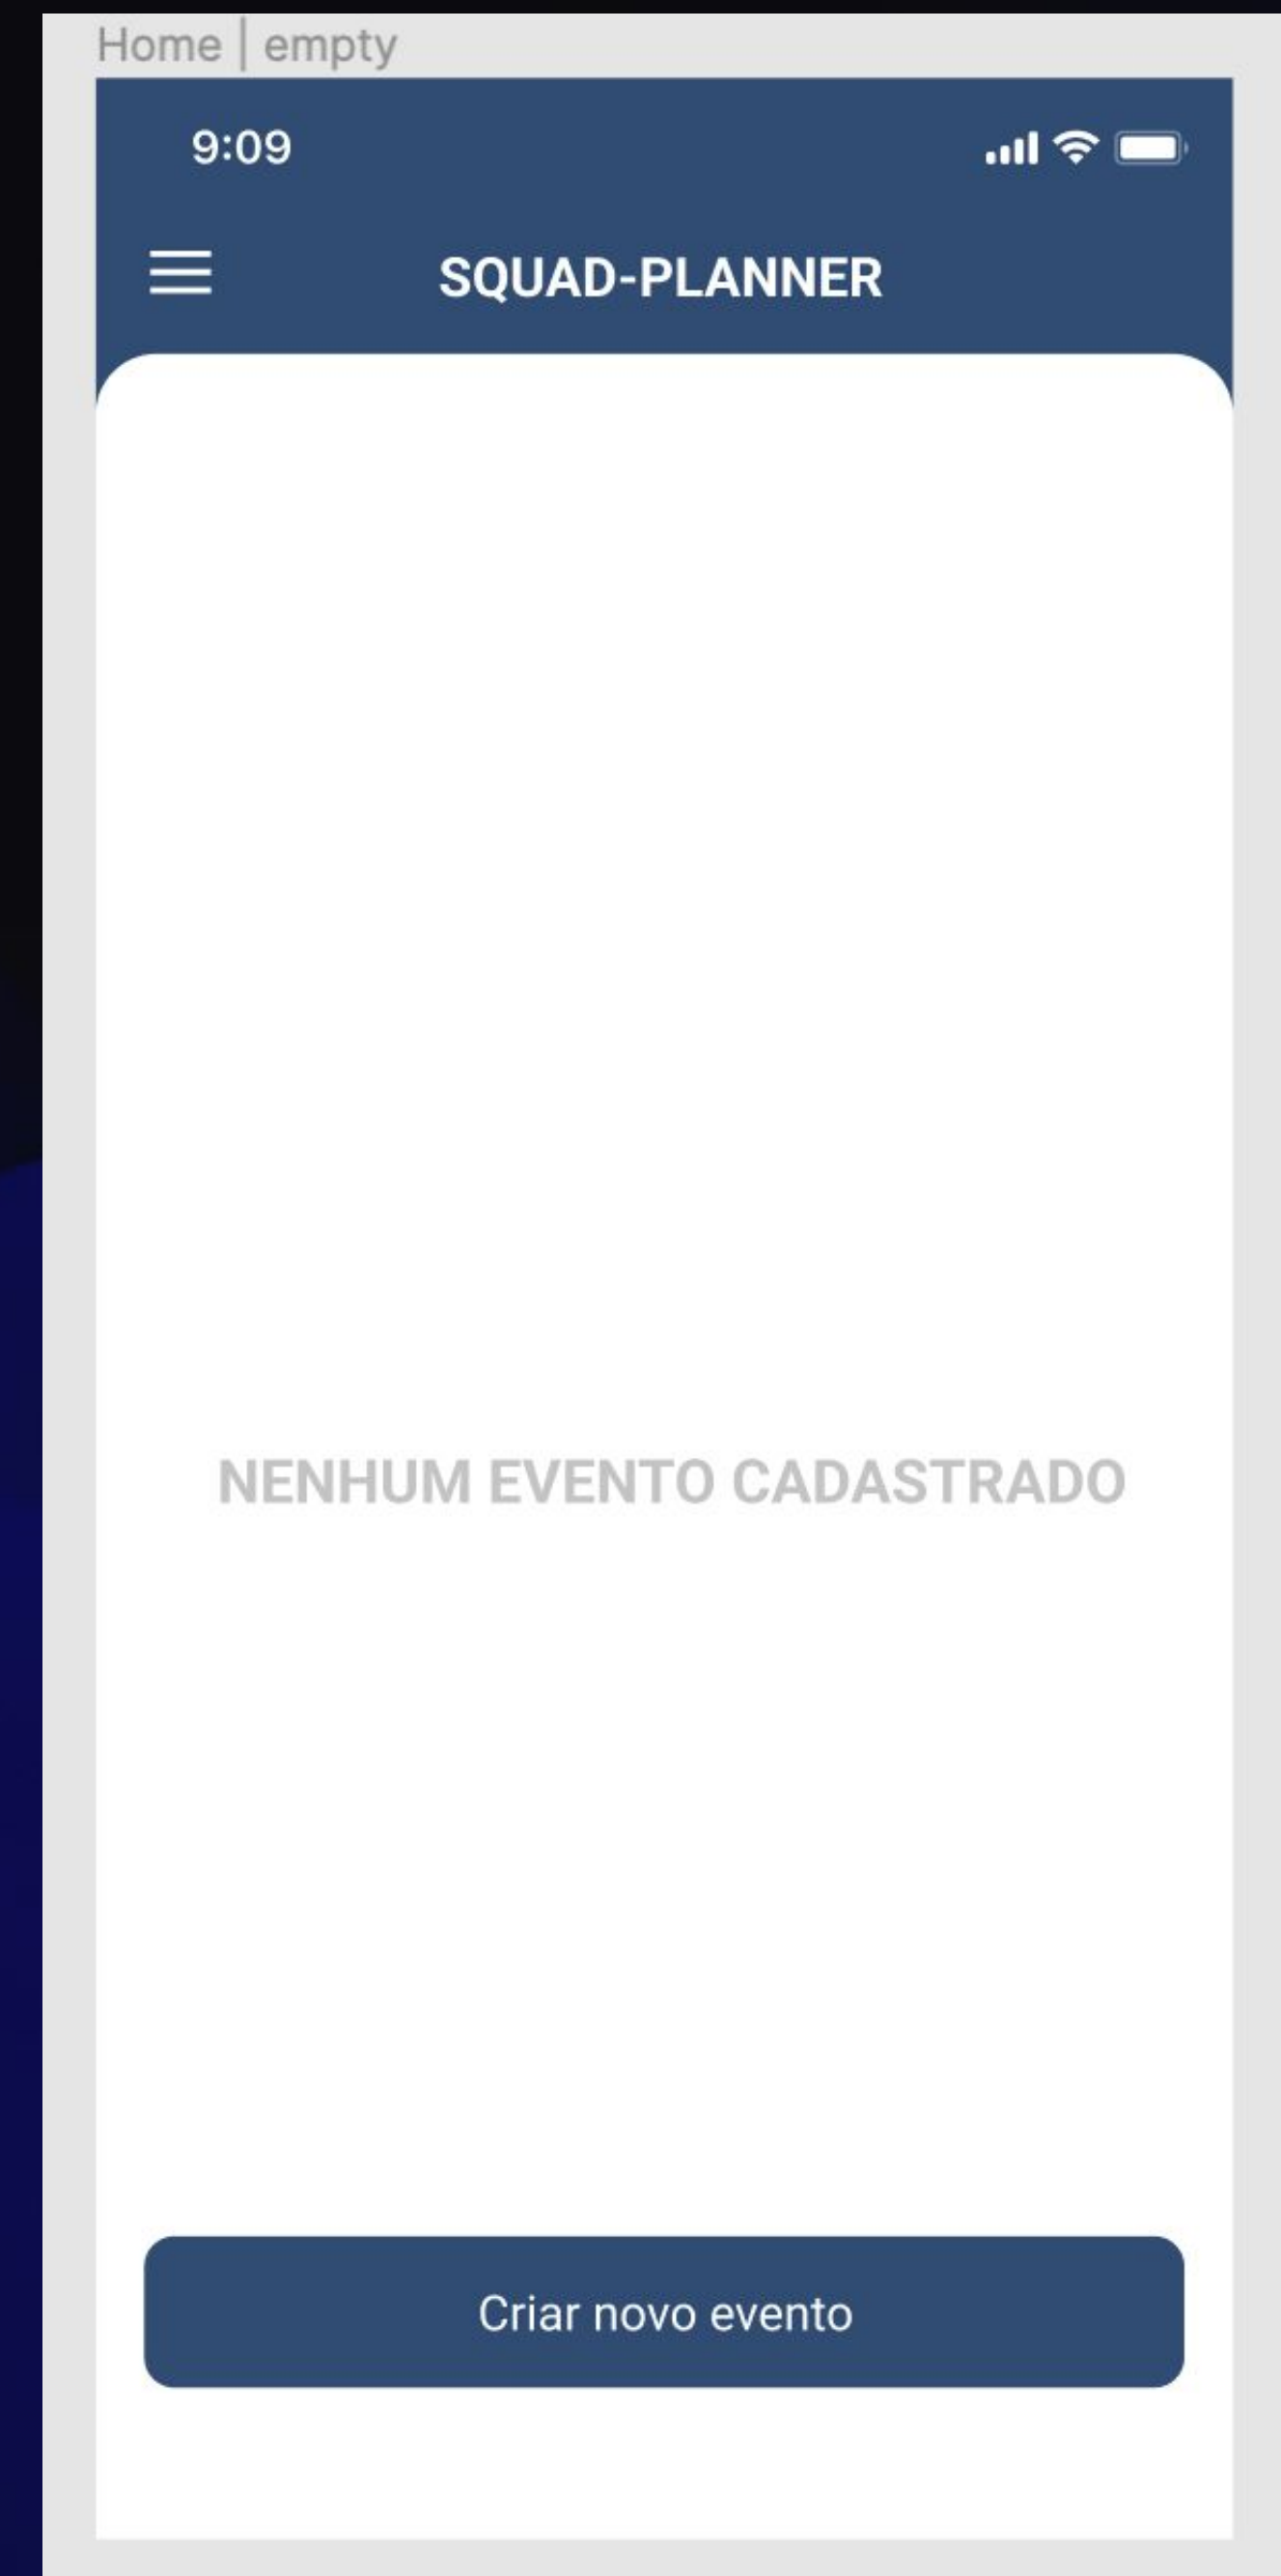 Home | empty
9:09
SQUAD-PLANNER
NENHUM EVENTO CADASTRADO
Criar novo evento